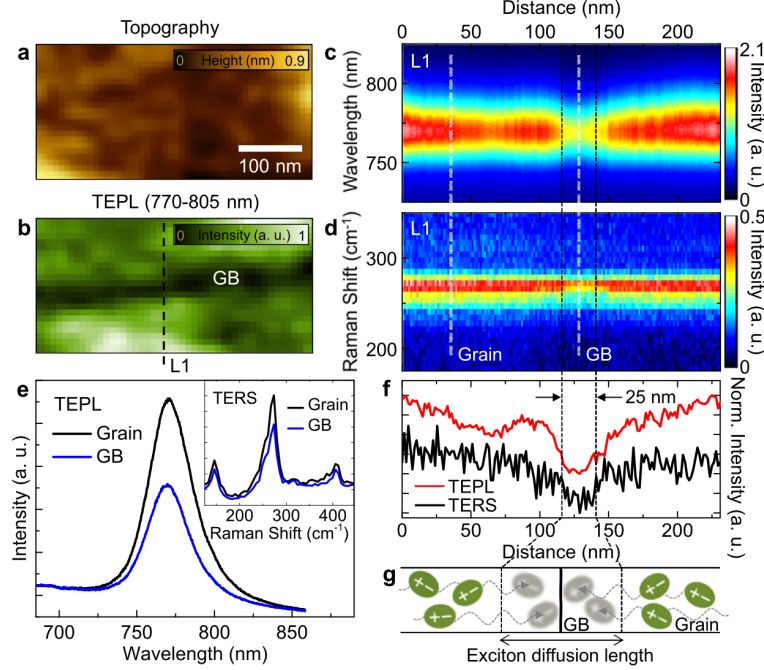 Topography
a
0 Height (nm) 0.9
100 nm
TEPL (770-805 nm)
b
0 Intensity (a. u.) 1
GB
L1
Distance (nm)
0 50 100 150 200
c
L1
Wavelength (nm)
800
750
2.1
Intensity (a. u.)
0
d
L1
Raman Shift (cm-1)
300
200
Grain
GB
0.5
Intensity (a. u.)
0
e
TEPL
Grain
GB
Intensity (a. u.)
700 750 800 850
Wavelength (nm)
TERS
Grain
GB
200 300 400
Raman Shift (cm-1)
f
25 nm
TEPL
TERS
Norm. Intensity (a. u.)
0 50 100 150 200
Distance (nm)
g
+ −
GB
Grain
Exciton diffusion length